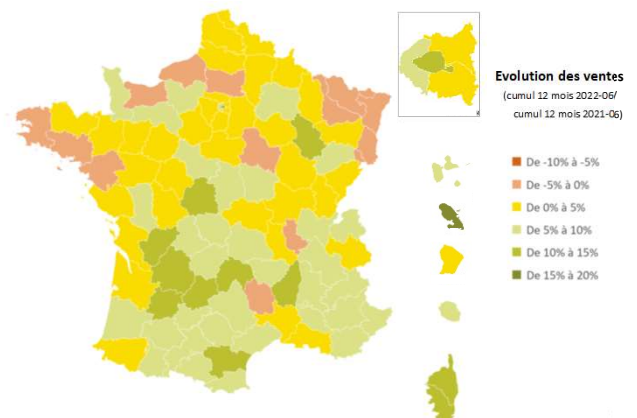 Evolution des ventes
(cumul 12 mois 2022-06/
cumul 12 mois 2021-06)
De -10% à -5%
De -5% à 0%
De 0% à 5%
De 5% à 10%
De 10% à 15%
De 15% à 20%